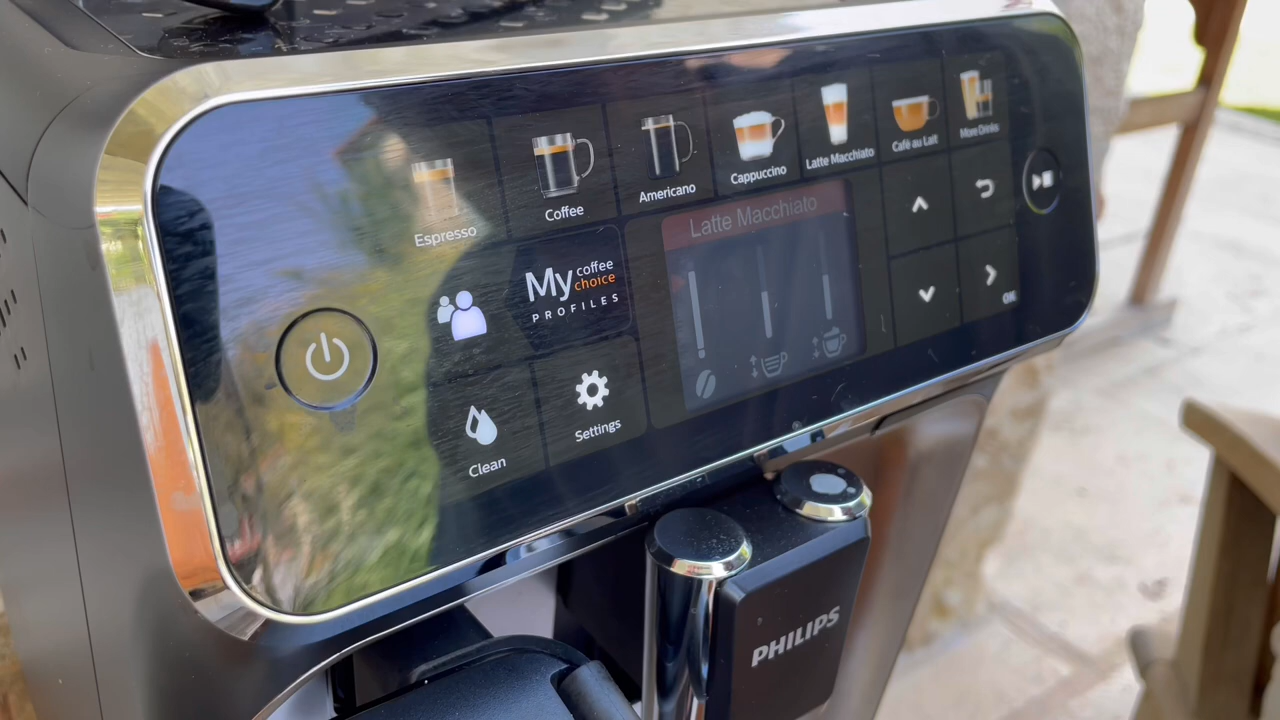 Espresso
Coffee
Americano
Cappuccino
Latte Macchiato
Café au Lait
More Drinks
My coffee choice
PROFILES
Latte Macchiato
OK
Clean
Settings
PHILIPS